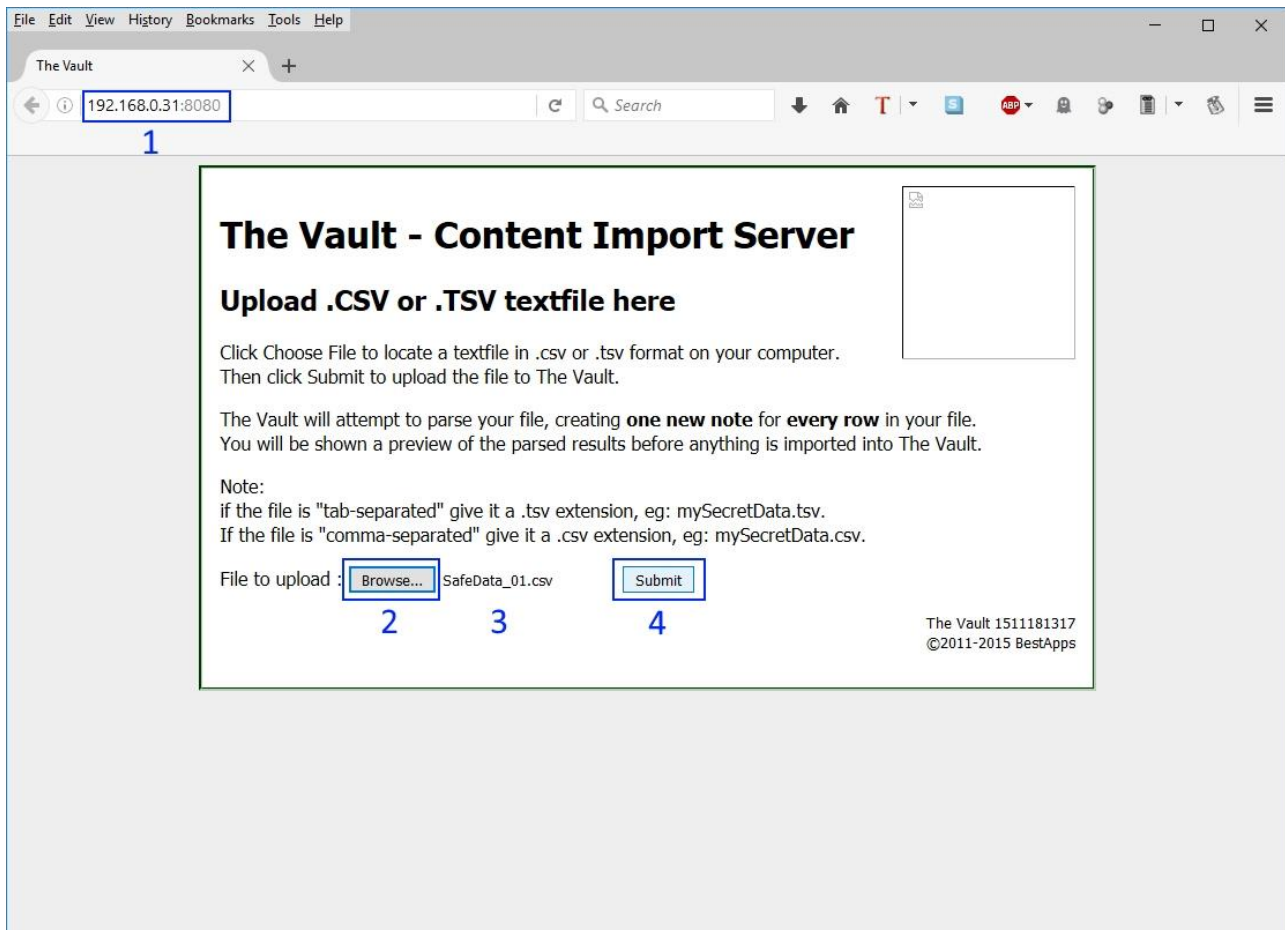 File Edit View History Bookmarks Tools Help
The Vault
192.168.0.31:8080
Search
T
S
ABP
1
The Vault - Content Import Server
Upload .CSV or .TSV textfile here
Click Choose File to locate a textfile in .csv or .tsv format on your computer.
Then click Submit to upload the file to The Vault.
The Vault will attempt to parse your file, creating one new note for every row in your file.
You will be shown a preview of the parsed results before anything is imported into The Vault.
Note:
if the file is "tab-separated" give it a .tsv extension, eg: mySecretData.tsv.
If the file is "comma-separated" give it a .csv extension, eg: mySecretData.csv.
File to upload : Browse... SafeData_01.csv Submit
2 3 4
The Vault 1511181317
©2011-2015 BestApps